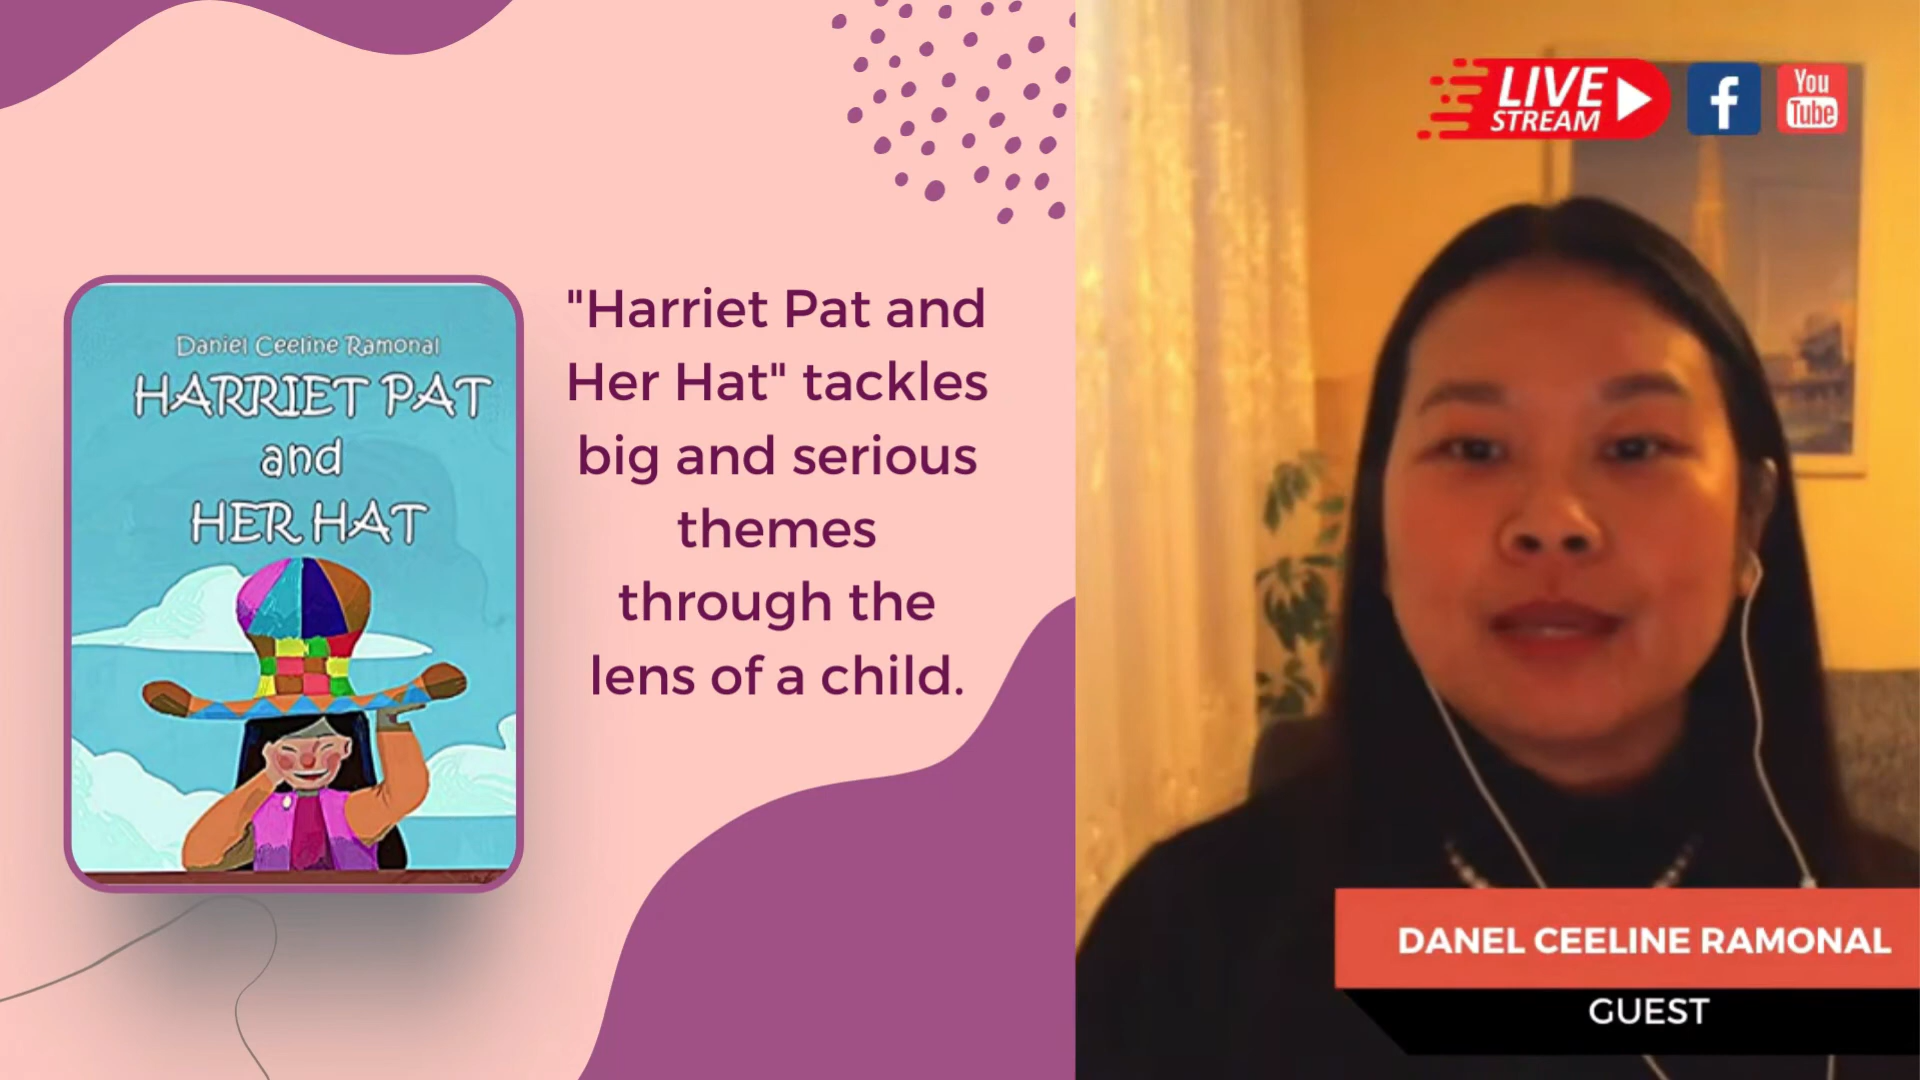 Daniel Ceeline Ramonal
HARRIET PAT
and
HER HAT
"Harriet Pat and
Her Hat" tackles
big and serious
themes
through the
lens of a child.
LIVE
STREAM
f
You
Tube
DANEL CEELINE RAMONAL
GUEST